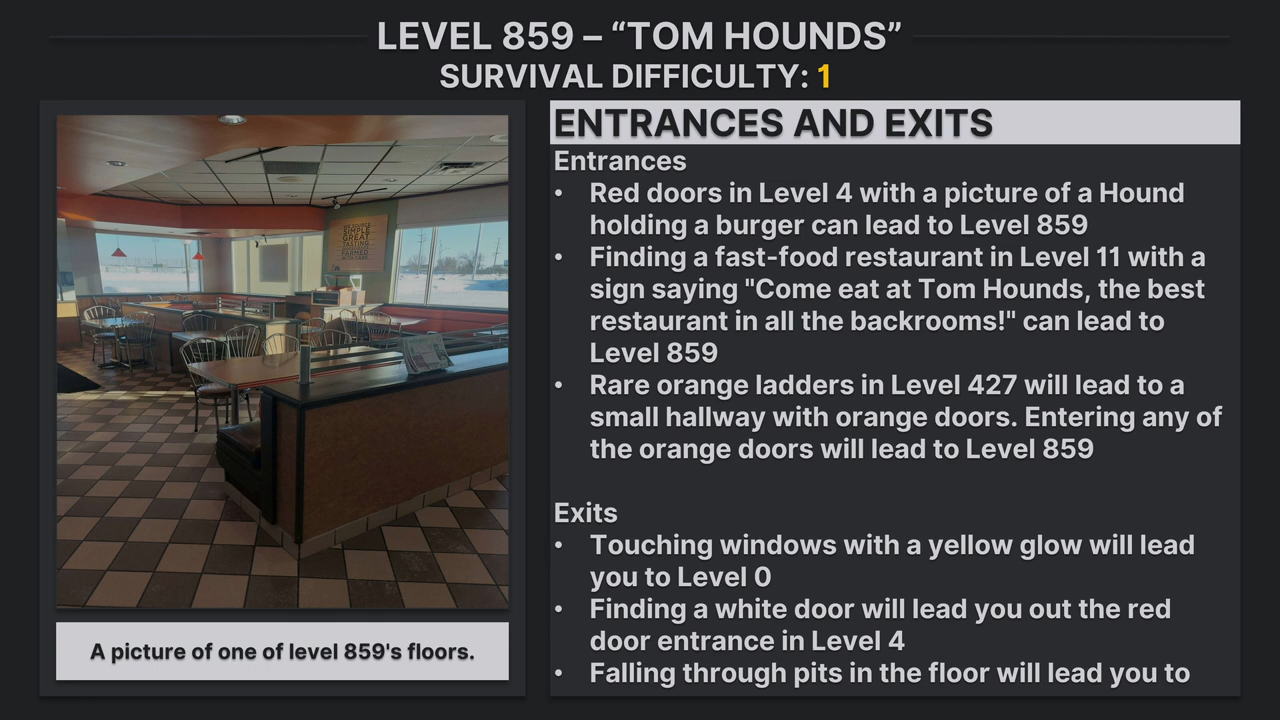 LEVEL 859 – “TOM HOUNDS”
SURVIVAL DIFFICULTY: 1
A picture of one of level 859's floors.
ENTRANCES AND EXITS
Entrances
• Red doors in Level 4 with a picture of a Hound
holding a burger can lead to Level 859
• Finding a fast-food restaurant in Level 11 with a
sign saying "Come eat at Tom Hounds, the best
restaurant in all the backrooms!" can lead to
Level 859
• Rare orange ladders in Level 427 will lead to a
small hallway with orange doors. Entering any of
the orange doors will lead to Level 859
Exits
• Touching windows with a yellow glow will lead
you to Level 0
• Finding a white door will lead you out the red
door entrance in Level 4
• Falling through pits in the floor will lead you to